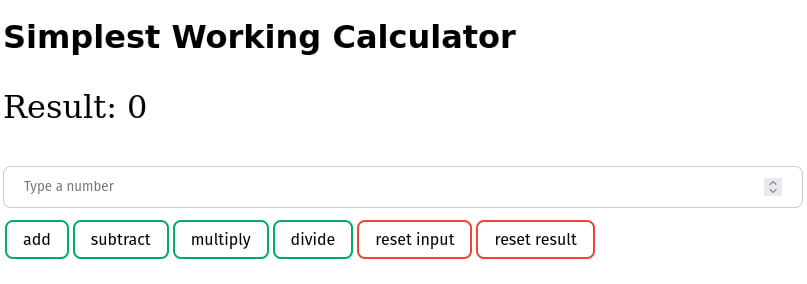 Simplest Working Calculator
Result: 0
Type a number
add subtract multiply divide reset input reset result